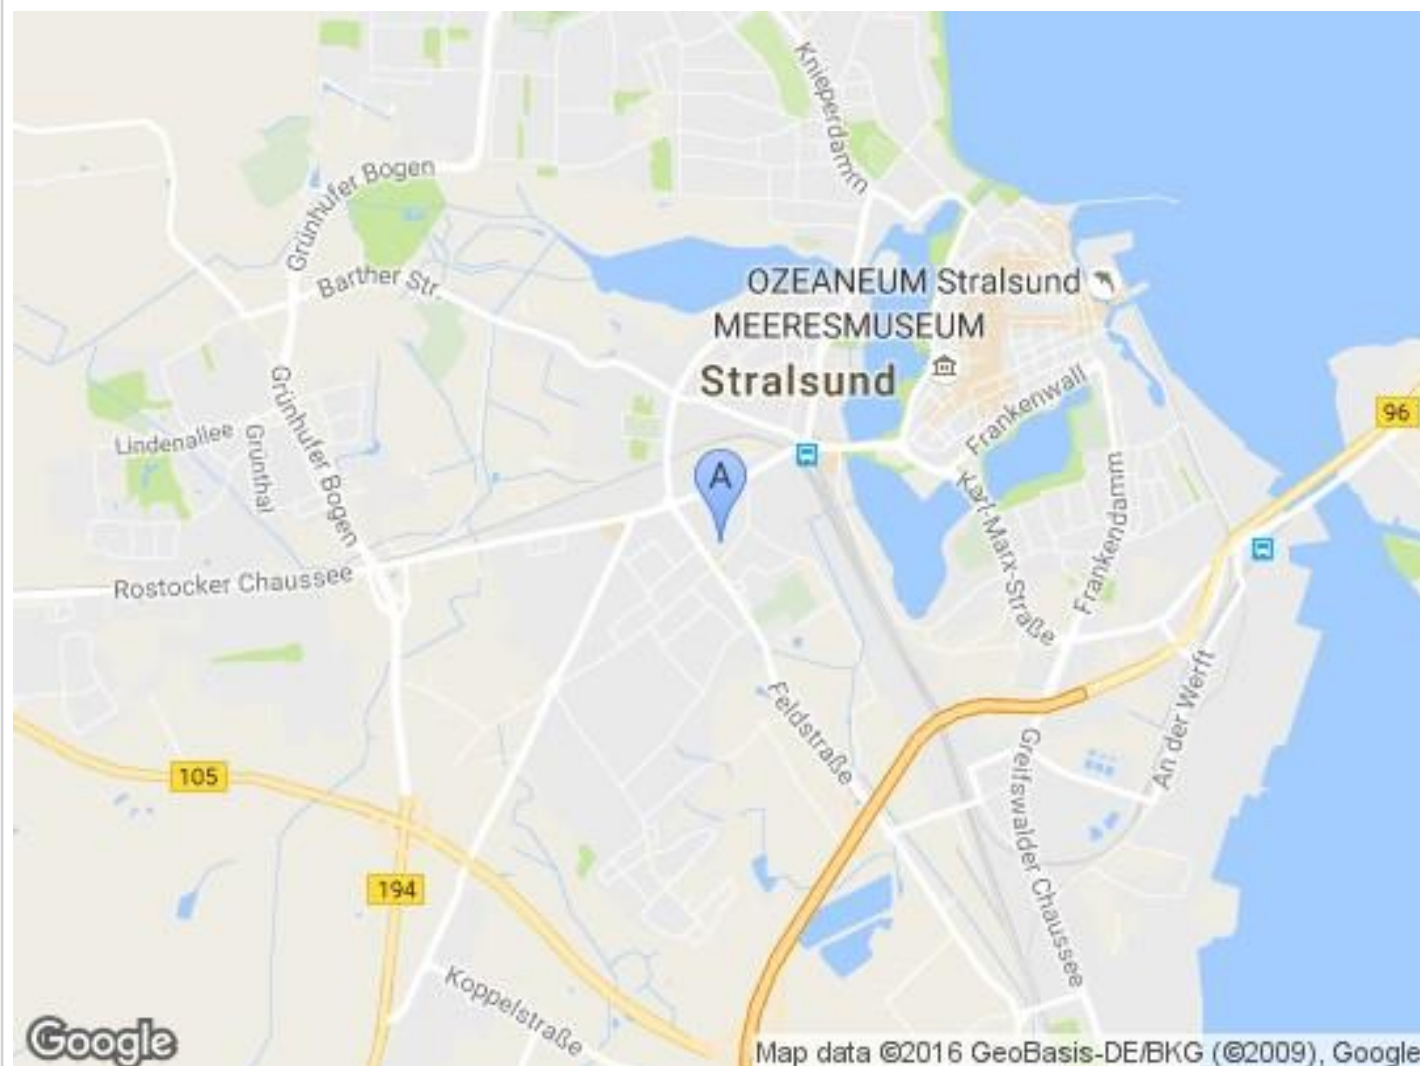 Knieperdamm
Grünhufer Bogen
Barther Str.
OZEANEUM Stralsund
MEERESMUSEUM
Stralsund
Frankenwall
96
Lindenallee
Grünthal
Grünhufer Bogen
A
Karl-Marx-Straße
Frankendamm
Rostocker Chaussee
An der Werft
Feldstraße
105
Greifswalder Chaussee
194
Koppelstraße
Google
Map data ©2016 GeoBasis-DE/BKG (©2009), Google